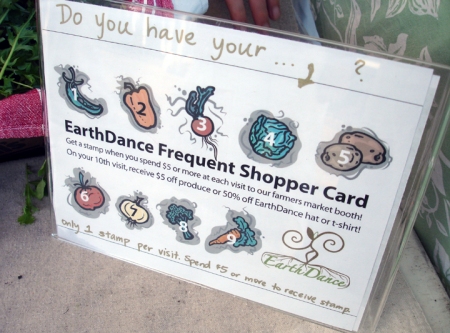 Do you have your ... ?
1 2 3 4 5
EarthDance Frequent Shopper Card
Get a stamp when you spend $5 or more at each visit to our farmers market booth!
On your 10th visit, receive $5 off produce or 50% off EarthDance hat or t-shirt!
6 7 8 9
EarthDance
only 1 stamp per visit. Spend $5 or more to receive stamp